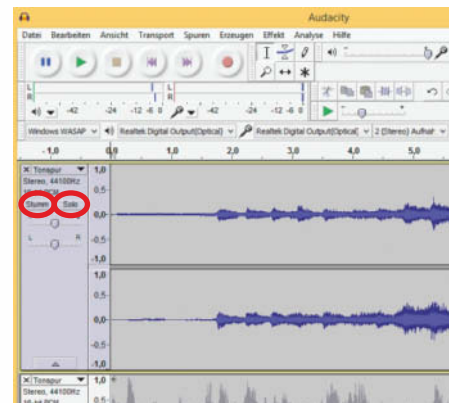 Audacity
Datei Bearbeiten Ansicht Transport Spuren Erzeugen Effekt Analyse Hilfe
L R -42 -24 -12 -6 0
L R -42 -24 -12 -6 0
Windows WASAP Realtek Digital Output(Optical) Realtek Digital Output(Optical, 2 (Stereo) Aufnah
- 1,0 0,0 1,0 2,0 3,0 4,0 5,0
X Tonspur 1,0
Stereo, 44100Hz
0,5
Stumm Solo
0,0
L R
-0,5
-1,0
1,0
0,5
0,0
-0,5
-1,0
X Tonspur 1,0
Stereo, 44100Hz
0,5